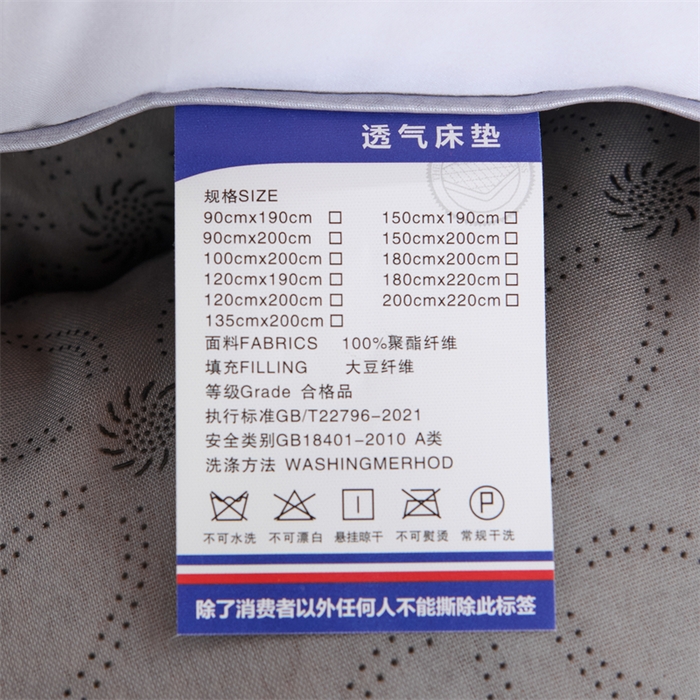 透气床垫
规格SIZE
90cmx190cm □ 150cmx190cm □
90cmx200cm □ 150cmx200cm □
100cmx200cm □ 180cmx200cm □
120cmx190cm □ 180cmx220cm □
120cmx200cm □ 200cmx220cm □
135cmx200cm □
面料FABRICS 100%聚酯纤维
填充FILLING 大豆纤维
等级Grade 合格品
执行标准GB/T22796-2021
安全类别GB18401-2010 A类
洗涤方法 WASHINGMERHOD
P
不可水洗 不可漂白 悬挂晾干 不可熨烫 常规干洗
除了消费者以外任何人不能撕除此标签